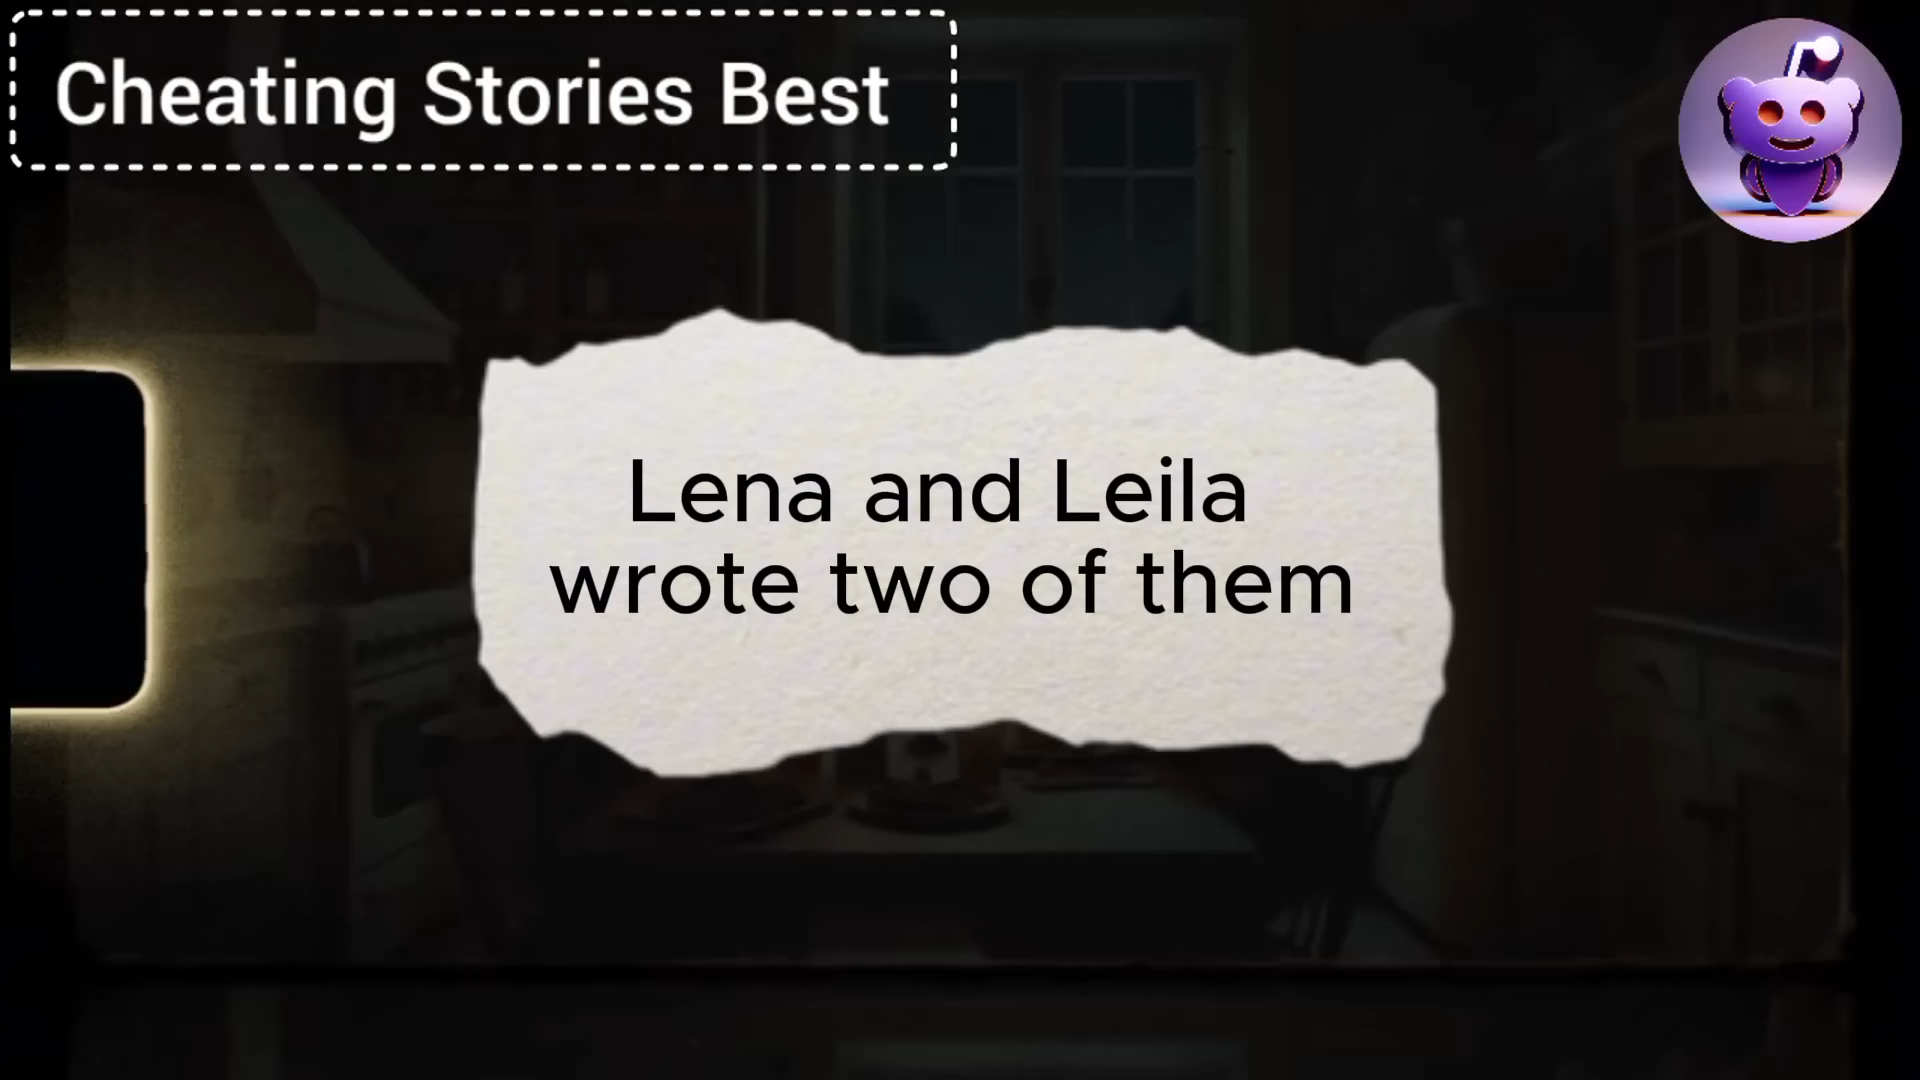 Cheating Stories Best
Lena and Leila
wrote two of them